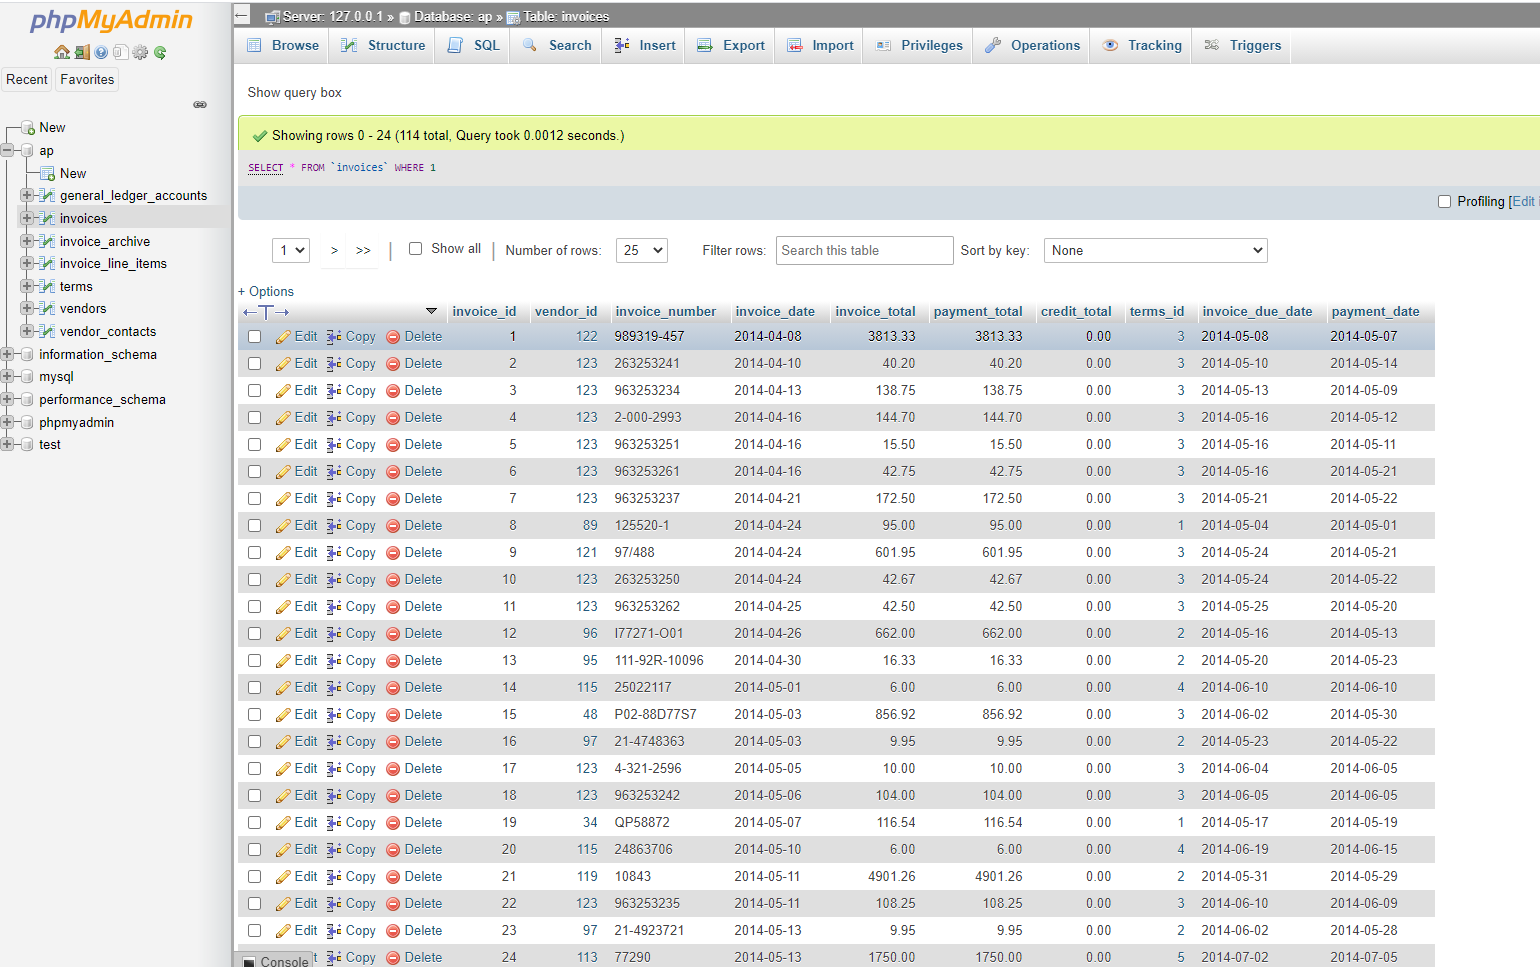 phpMyAdmin
Recent Favorites
New
ap
New
general_ledger_accounts
invoices
invoice_archive
invoice_line_items
terms
vendors
vendor_contacts
information_schema
mysql
performance_schema
phpmyadmin
test
Server: 127.0.0.1 » Database: ap » Table: invoices
Browse Structure SQL Search Insert Export Import Privileges Operations Tracking Triggers
Show query box
Showing rows 0 - 24 (114 total, Query took 0.0012 seconds.)
SELECT * FROM `invoices` WHERE 1
Profiling [Edit i
1 > >> | Show all | Number of rows: 25 Filter rows: Search this table Sort by key: None
+ Options
←T→ invoice_id vendor_id invoice_number invoice_date invoice_total payment_total credit_total terms_id invoice_due_date payment_date
Edit Copy Delete 1 122 989319-457 2014-04-08 3813.33 3813.33 0.00 3 2014-05-08 2014-05-07
Edit Copy Delete 2 123 263253241 2014-04-10 40.20 40.20 0.00 3 2014-05-10 2014-05-14
Edit Copy Delete 3 123 963253234 2014-04-13 138.75 138.75 0.00 3 2014-05-13 2014-05-09
Edit Copy Delete 4 123 2-000-2993 2014-04-16 144.70 144.70 0.00 3 2014-05-16 2014-05-12
Edit Copy Delete 5 123 963253251 2014-04-16 15.50 15.50 0.00 3 2014-05-16 2014-05-11
Edit Copy Delete 6 123 963253261 2014-04-16 42.75 42.75 0.00 3 2014-05-16 2014-05-21
Edit Copy Delete 7 123 963253237 2014-04-21 172.50 172.50 0.00 3 2014-05-21 2014-05-22
Edit Copy Delete 8 89 125520-1 2014-04-24 95.00 95.00 0.00 1 2014-05-04 2014-05-01
Edit Copy Delete 9 121 97/488 2014-04-24 601.95 601.95 0.00 3 2014-05-24 2014-05-21
Edit Copy Delete 10 123 263253250 2014-04-24 42.67 42.67 0.00 3 2014-05-24 2014-05-22
Edit Copy Delete 11 123 963253262 2014-04-25 42.50 42.50 0.00 3 2014-05-25 2014-05-20
Edit Copy Delete 12 96 I77271-O01 2014-04-26 662.00 662.00 0.00 2 2014-05-16 2014-05-13
Edit Copy Delete 13 95 111-92R-10096 2014-04-30 16.33 16.33 0.00 2 2014-05-20 2014-05-23
Edit Copy Delete 14 115 25022117 2014-05-01 6.00 6.00 0.00 4 2014-06-10 2014-06-10
Edit Copy Delete 15 48 P02-88D77S7 2014-05-03 856.92 856.92 0.00 3 2014-06-02 2014-05-30
Edit Copy Delete 16 97 21-4748363 2014-05-03 9.95 9.95 0.00 2 2014-05-23 2014-05-22
Edit Copy Delete 17 123 4-321-2596 2014-05-05 10.00 10.00 0.00 3 2014-06-04 2014-06-05
Edit Copy Delete 18 123 963253242 2014-05-06 104.00 104.00 0.00 3 2014-06-05 2014-06-05
Edit Copy Delete 19 34 QP58872 2014-05-07 116.54 116.54 0.00 1 2014-05-17 2014-05-19
Edit Copy Delete 20 115 24863706 2014-05-10 6.00 6.00 0.00 4 2014-06-19 2014-06-15
Edit Copy Delete 21 119 10843 2014-05-11 4901.26 4901.26 0.00 2 2014-05-31 2014-05-29
Edit Copy Delete 22 123 963253235 2014-05-11 108.25 108.25 0.00 3 2014-06-10 2014-06-09
Edit Copy Delete 23 97 21-4923721 2014-05-13 9.95 9.95 0.00 2 2014-06-02 2014-05-28
t Copy Delete 24 113 77290 2014-05-13 1750.00 1750.00 0.00 5 2014-07-02 2014-07-05
Console